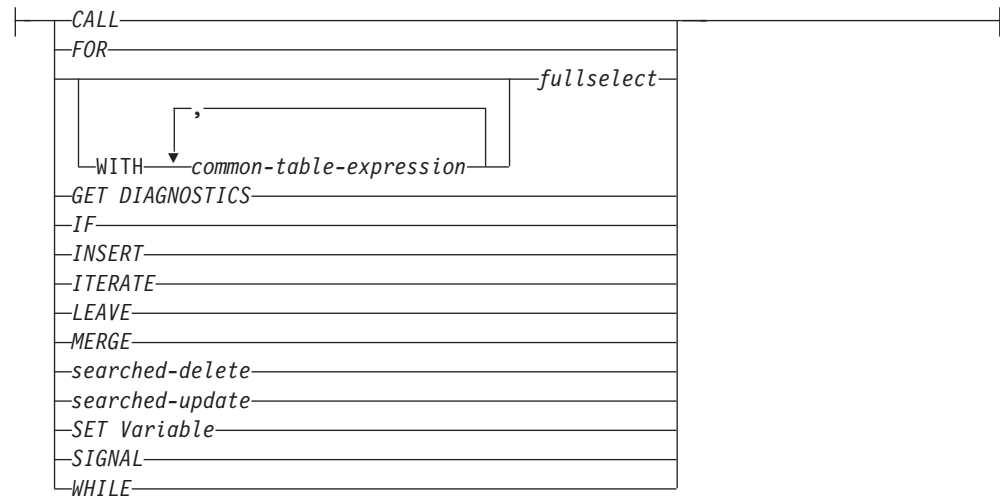 CALL
FOR
fullselect
,
WITH common-table-expression
GET DIAGNOSTICS
IF
INSERT
ITERATE
LEAVE
MERGE
searched-delete
searched-update
SET Variable
SIGNAL
WHILE